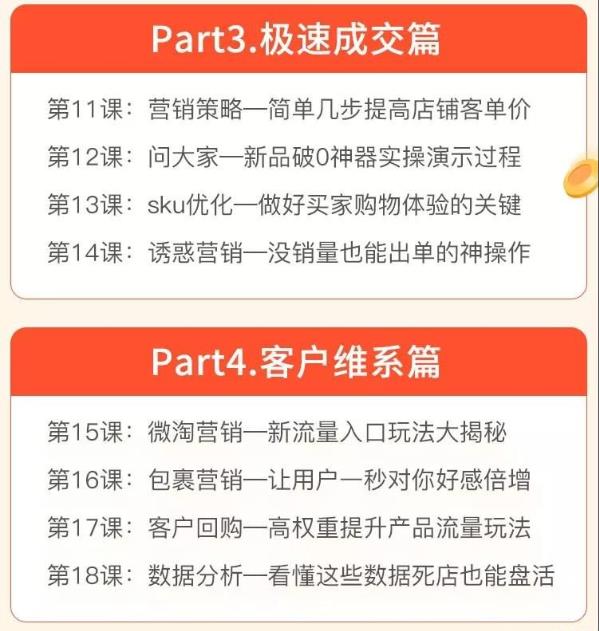 Part3.极速成交篇
第11课：营销策略—简单几步提高店铺客单价
第12课：问大家—新品破0神器实操演示过程
第13课：sku优化—做好买家购物体验的关键
第14课：诱惑营销—没销量也能出单的神操作
Part4.客户维系篇
第15课：微淘营销—新流量入口玩法大揭秘
第16课：包裹营销—让用户一秒对你好感倍增
第17课：客户回购—高权重提升产品流量玩法
第18课：数据分析—看懂这些数据死店也能盘活